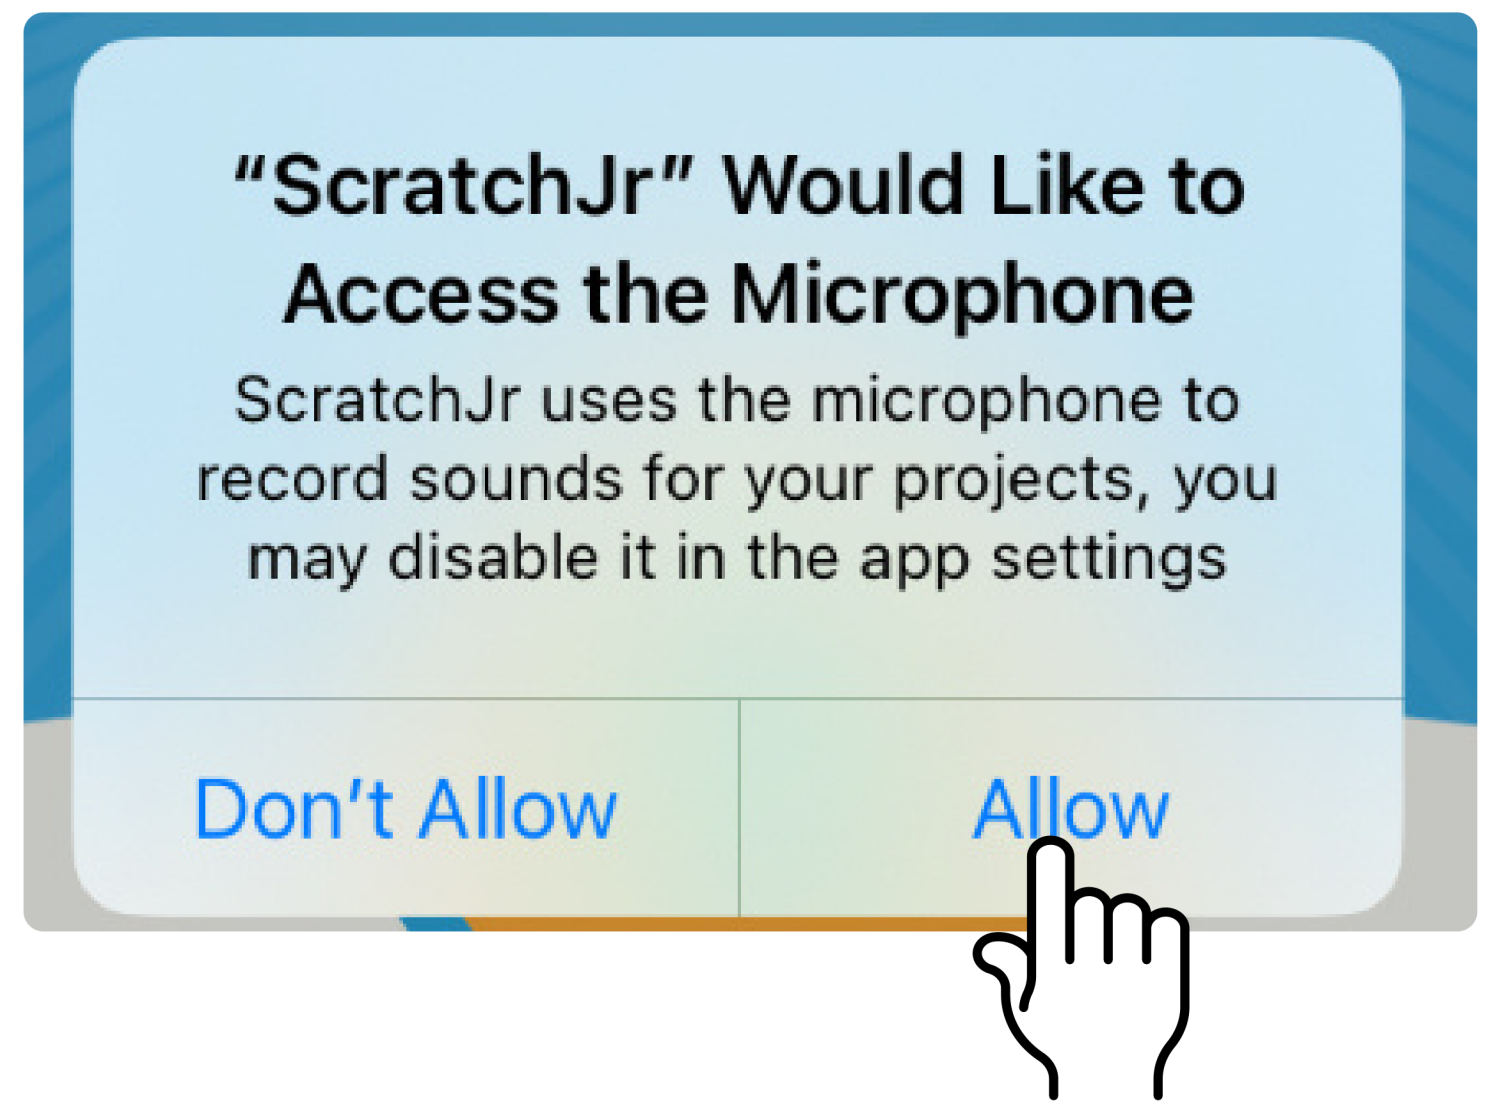 “ScratchJr” Would Like to
Access the Microphone
ScratchJr uses the microphone to
record sounds for your projects, you
may disable it in the app settings
Don’t Allow
Allow